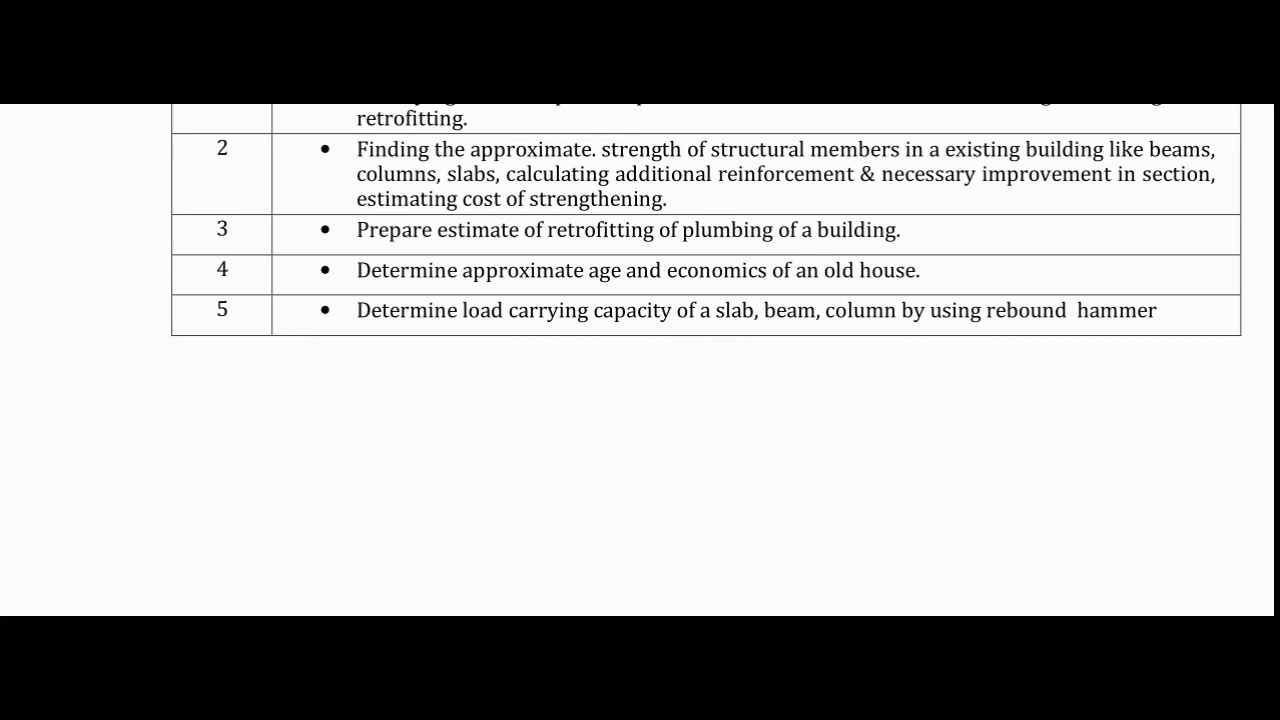 retrofitting.
2 • Finding the approximate. strength of structural members in a existing building like beams,
columns, slabs, calculating additional reinforcement & necessary improvement in section,
estimating cost of strengthening.
3 • Prepare estimate of retrofitting of plumbing of a building.
4 • Determine approximate age and economics of an old house.
5 • Determine load carrying capacity of a slab, beam, column by using rebound  hammer